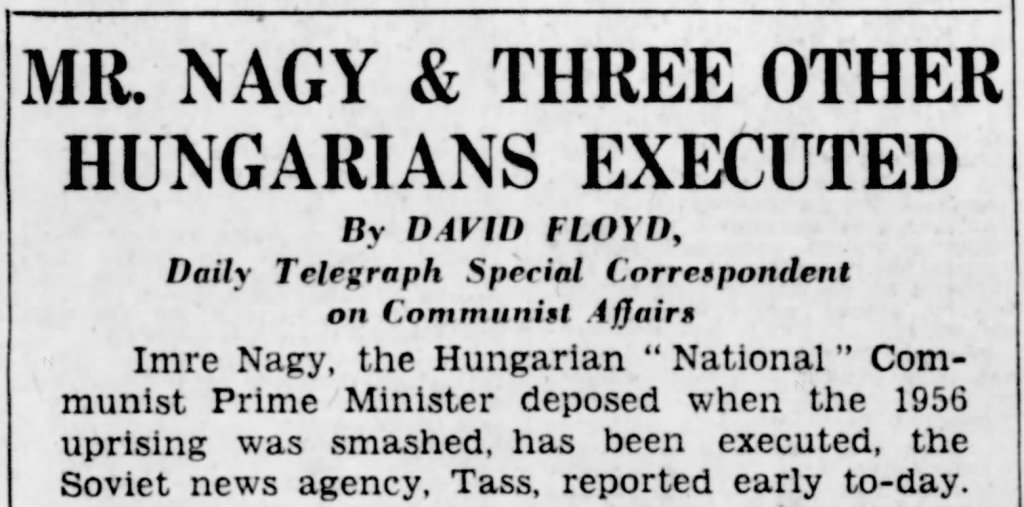 MR. NAGY & THREE OTHER
HUNGARIANS EXECUTED
By DAVID FLOYD,
Daily Telegraph Special Correspondent
on Communist Affairs
Imre Nagy, the Hungarian “ National ” Com-
munist Prime Minister deposed when the 1956
uprising was smashed, has been executed, the
Soviet news agency, Tass, reported early to-day.